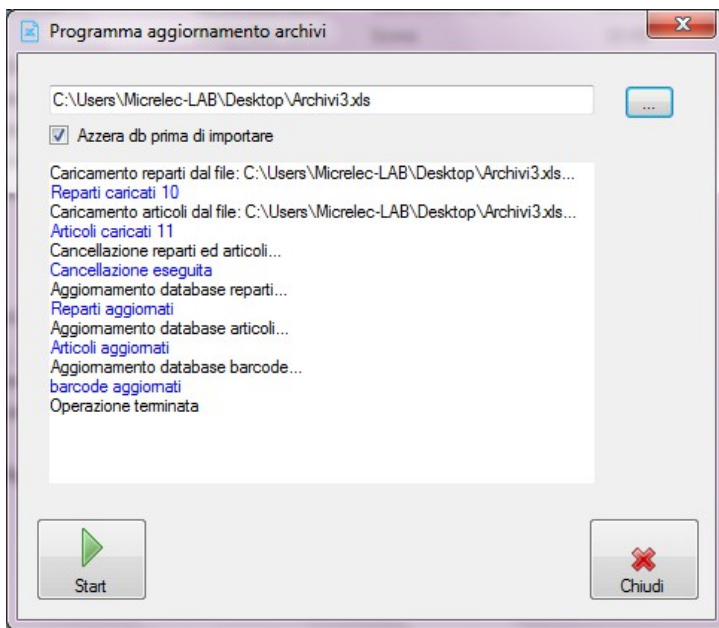 Programma aggiornamento archivi
C:\Users\Micrelec-LAB\Desktop\Archivi3.xls
...
Azzera db prima di importare
Caricamento reparti dal file: C:\Users\Micrelec-LAB\Desktop\Archivi3.xls...
Reparti caricati 10
Caricamento articoli dal file: C:\Users\Micrelec-LAB\Desktop\Archivi3.xls...
Articoli caricati 11
Cancellazione reparti ed articoli...
Cancellazione eseguita
Aggiornamento database reparti...
Reparti aggiornati
Aggiornamento database articoli...
Articoli aggiornati
Aggiornamento database barcode...
barcode aggiornati
Operazione terminata
Start
Chiudi